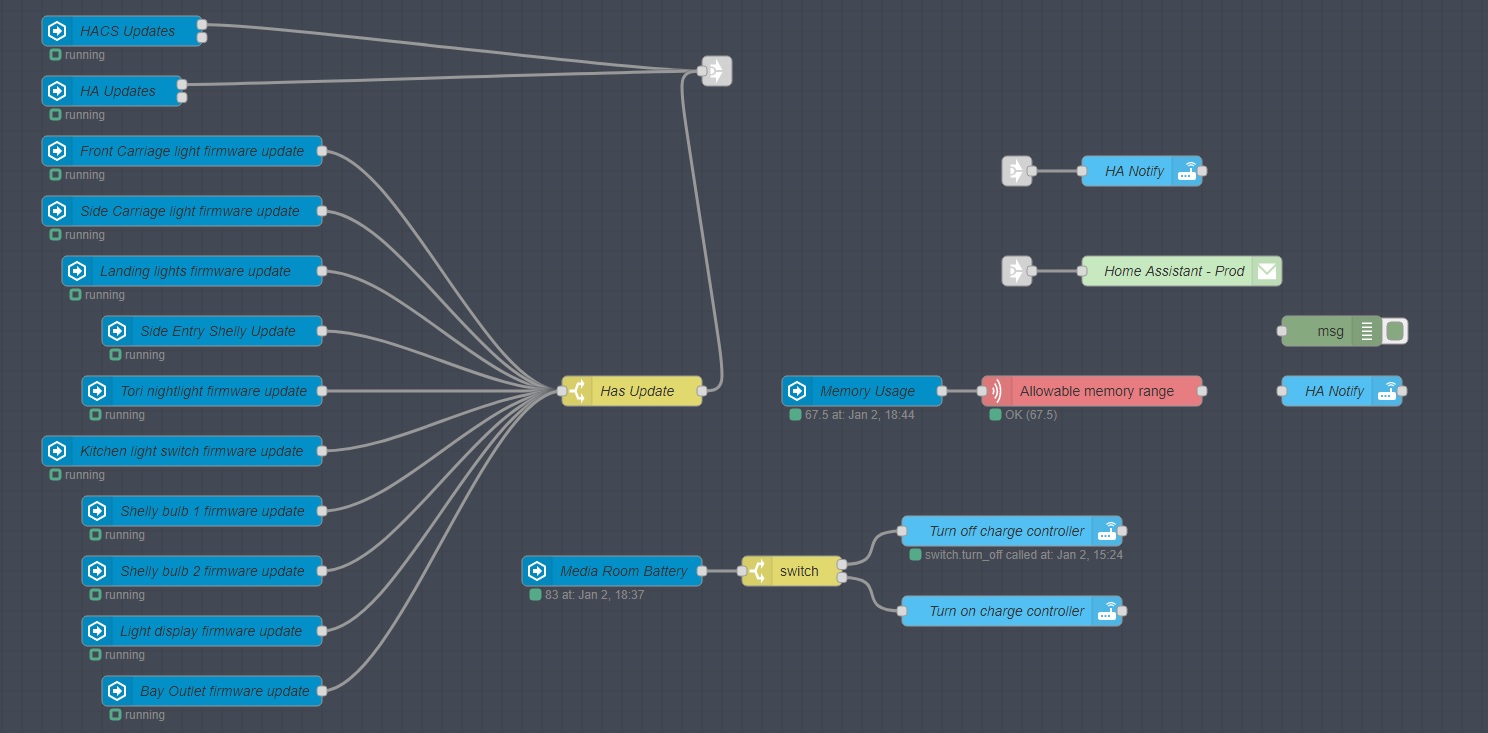 HACS Updates
running
HA Updates
running
Front Carriage light firmware update
running
Side Carriage light firmware update
running
Landing lights firmware update
running
Side Entry Shelly Update
running
Tori nightlight firmware update
running
Kitchen light switch firmware update
running
Shelly bulb 1 firmware update
running
Shelly bulb 2 firmware update
running
Light display firmware update
running
Bay Outlet firmware update
running
Has Update
HA Notify
Home Assistant - Prod
msg
Memory Usage
67.5 at: Jan 2, 18:44
Allowable memory range
OK (67.5)
HA Notify
Media Room Battery
83 at: Jan 2, 18:37
switch
Turn off charge controller
switch.turn_off called at: Jan 2, 15:24
Turn on charge controller